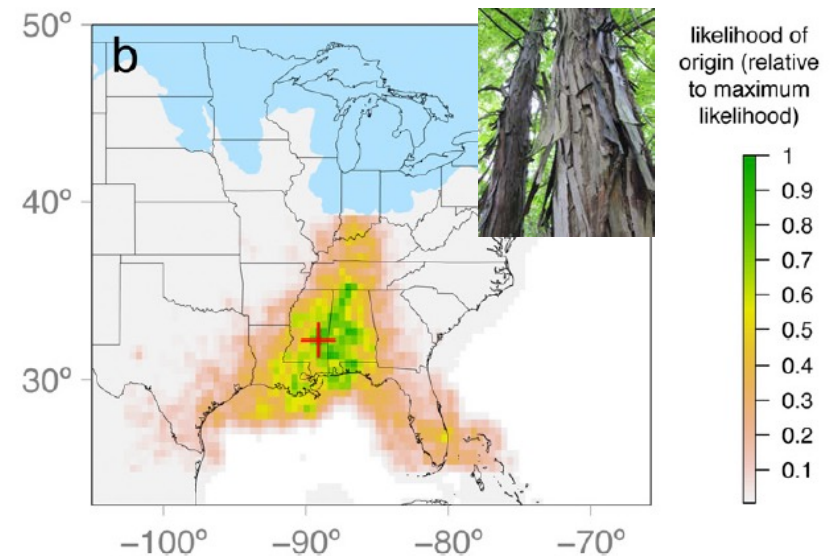 b
50º
40º
30º
−100º
−90º
−80º
−70º
likelihood of
origin (relative
to maximum
likelihood)
1
0.9
0.8
0.7
0.6
0.5
0.4
0.3
0.2
0.1